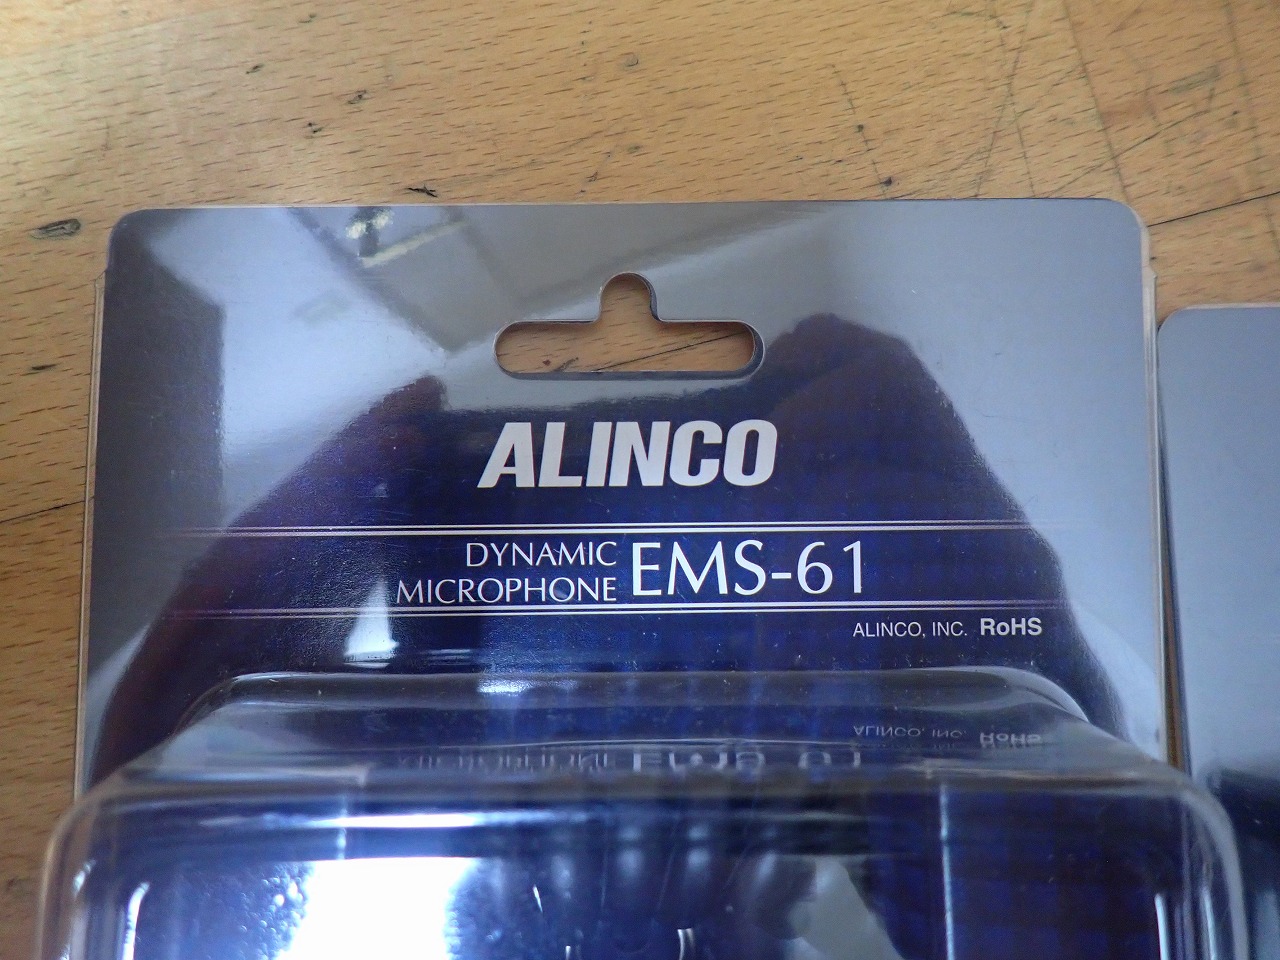 ALINCO
DYNAMIC
MICROPHONE EMS-61
ALINCO, INC. RoHS